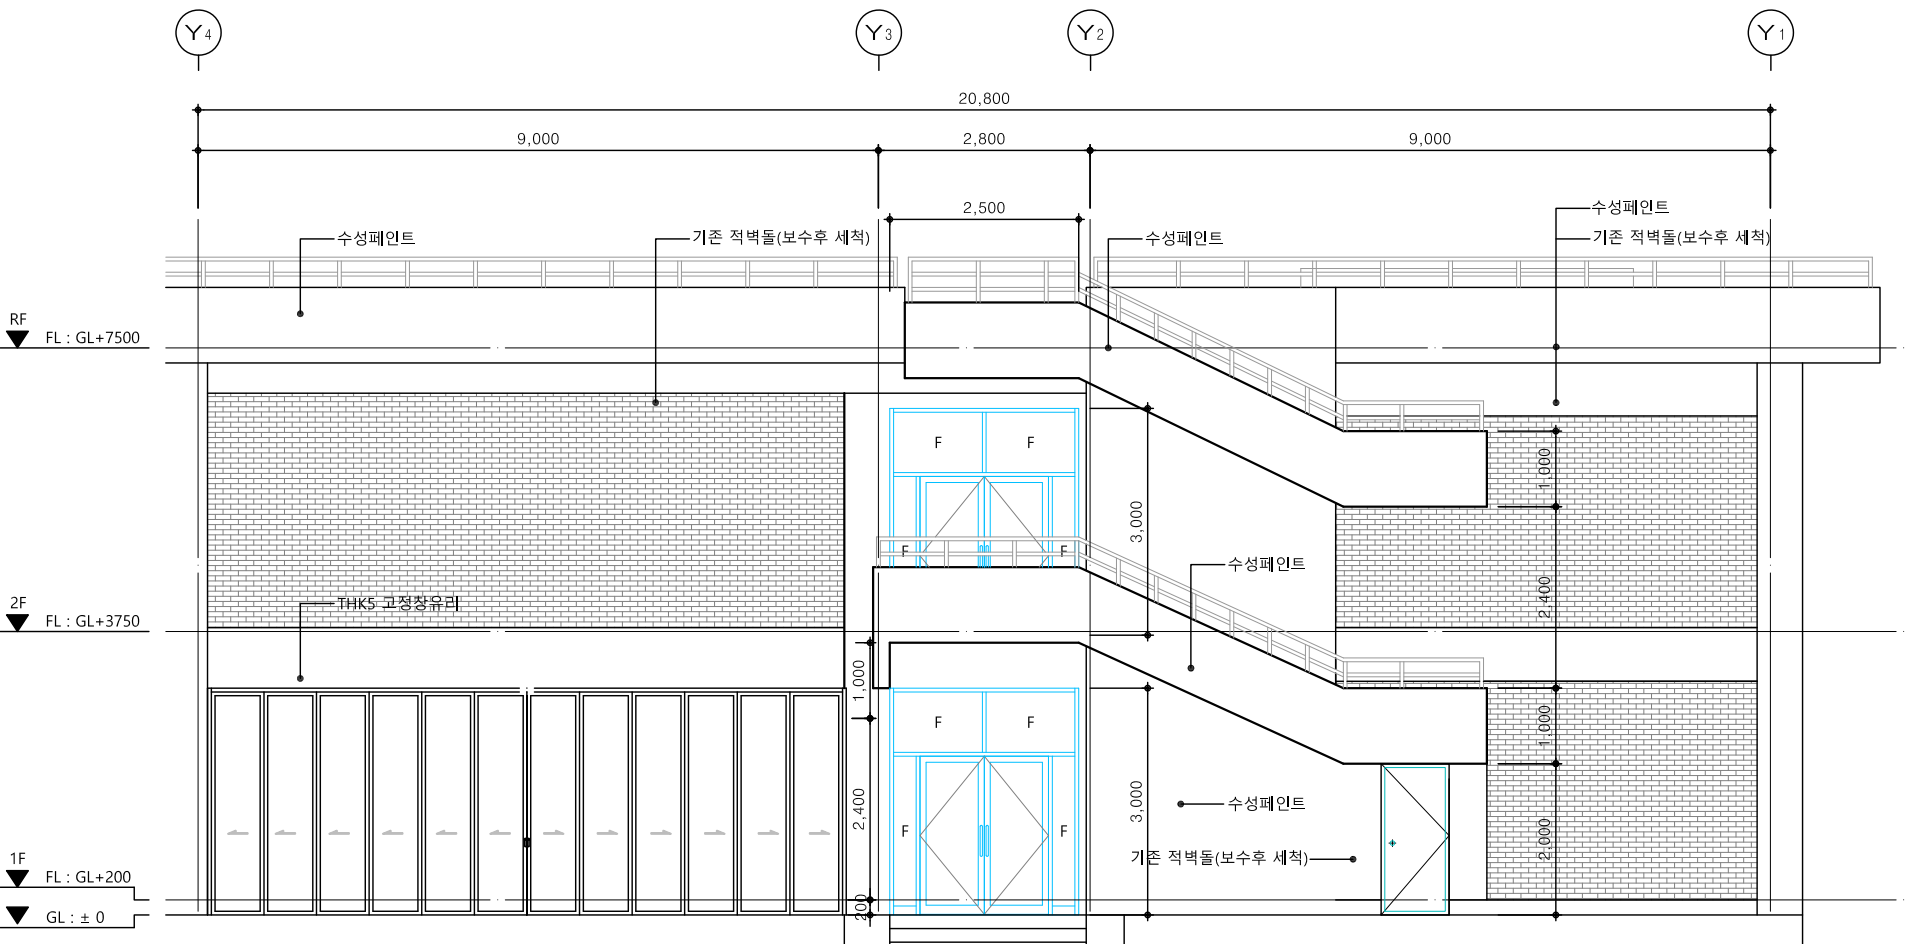 Y4
Y3
Y2
Y1
20,800
9,000
2,800
9,000
2,500
수성페인트
기존 적벽돌(보수후 세척)
수성페인트
수성페인트
기존 적벽돌(보수후 세척)
RF
FL : GL+7500
F
F
1,000
3,000
F
F
수성페인트
2,400
2F
FL : GL+3750
THK5 고정창유리
1,000
F
F
1,000
2,400
3,000
수성페인트
F
F
2,000
기존 적벽돌(보수후 세척)
1F
FL : GL+200
200
GL : ± 0